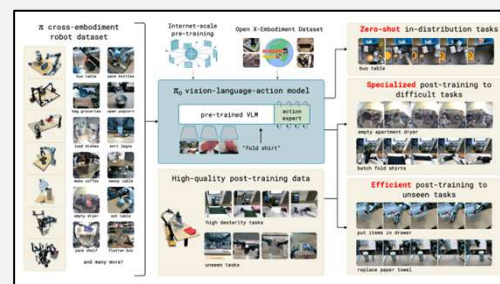 π cross-embodiment
robot dataset
bus table
pack bottles
bag groceries
open popcorn
load dishes
sort legos
make coffee
sweep table
empty dryer
set table
pack shelf
flatten box
and many more!
Internet-scale
pre-training
Open X-Embodiment Dataset
π₀ vision-language-action model
pre-trained VLM
action
expert
"fold shirt"
High-quality post-training data
high dexterity tasks
unseen tasks
Zero-shot in-distribution tasks
bus table
Specialized post-training to
difficult tasks
empty apartment dryer
batch fold shirts
Efficient post-training to
unseen tasks
put items in drawer
replace paper towel